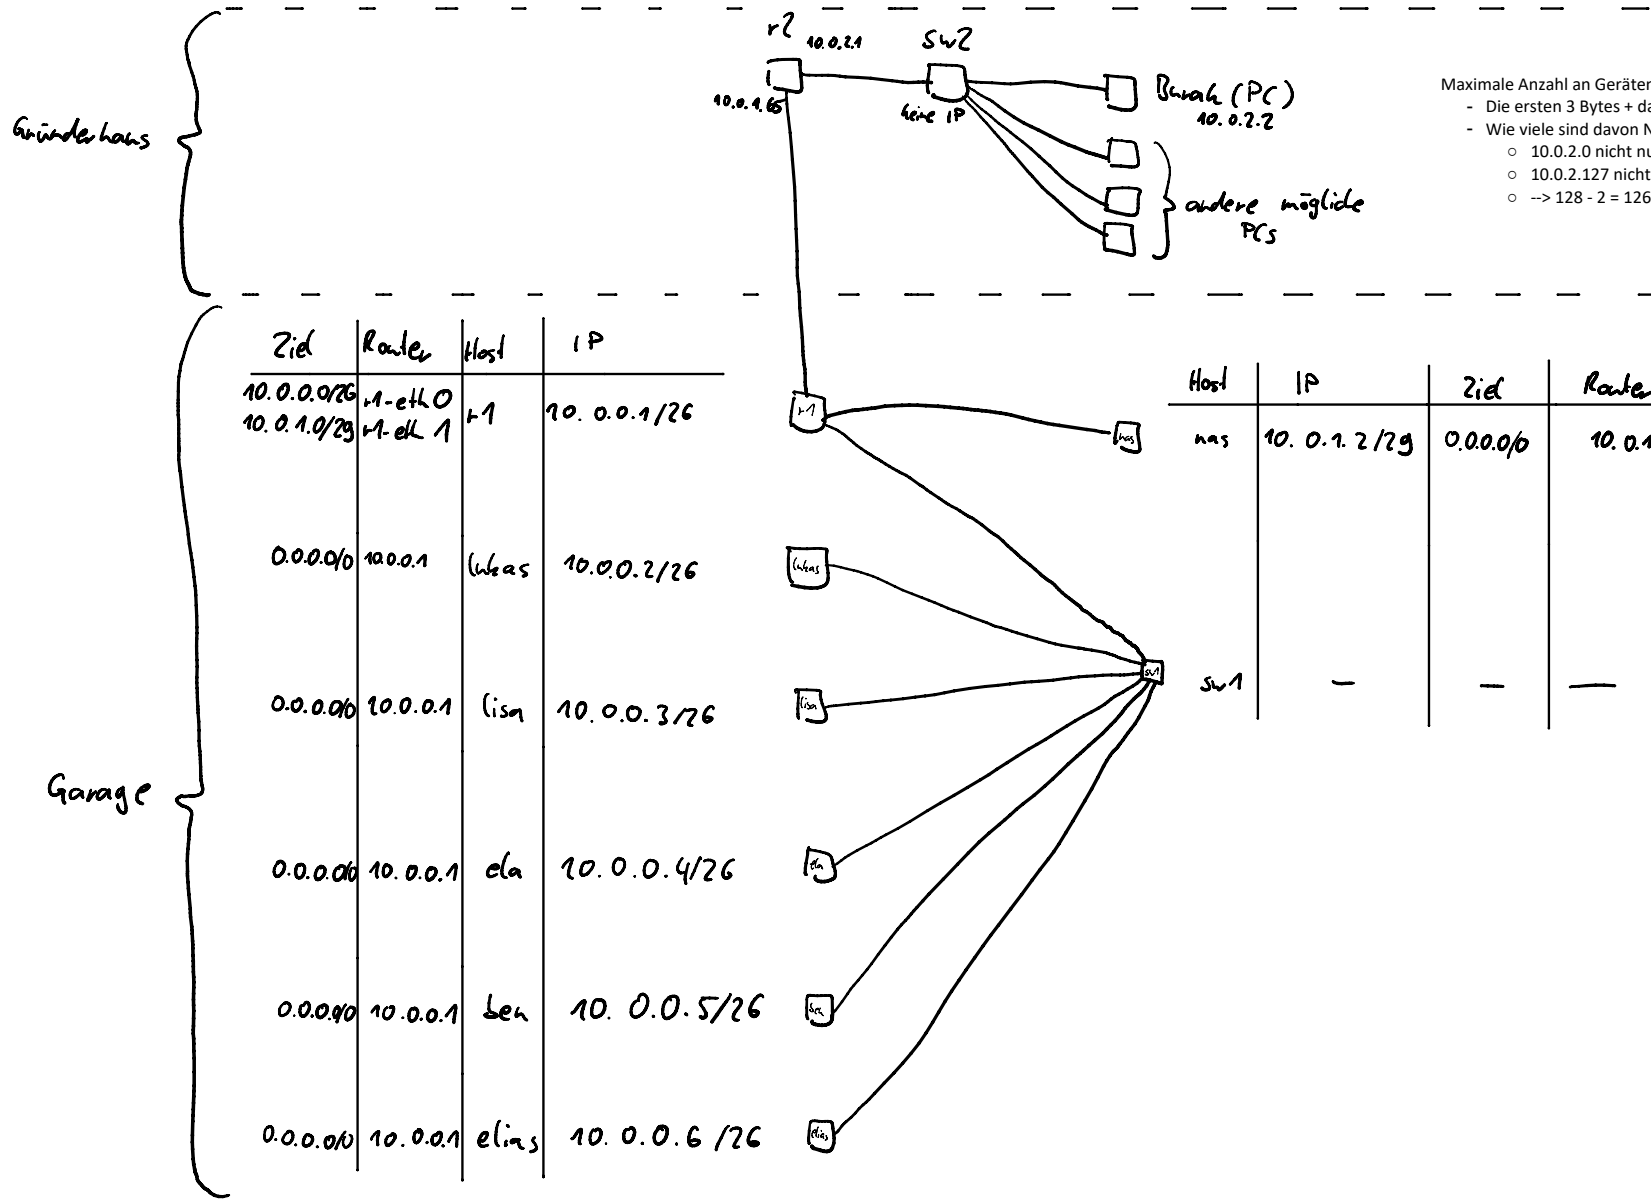 Gründerhaus
r2
10.0.2.1
10.0.1.65
sw2
keine IP
Burak (PC)
10.0.2.2
andere mögliche
PCs
Maximale Anzahl an Geräten
- Die ersten 3 Bytes + da
- Wie viele sind davon N
○ 10.0.2.0 nicht nu
○ 10.0.2.127 nicht
○ --> 128 - 2 = 126
Garage
Ziel Router Host IP
10.0.0.0/26 r1-eth0 r1 10.0.0.1/26
10.0.1.0/29 r1-eth 1
0.0.0.0/0 10.0.0.1 lukas 10.0.0.2/26
0.0.0.0/0 10.0.0.1 lisa 10.0.0.3/26
0.0.0.0/0 10.0.0.1 ela 10.0.0.4/26
0.0.0.0/0 10.0.0.1 ben 10.0.0.5/26
0.0.0.0/0 10.0.0.1 elias 10.0.0.6/26
r1
nas
lukas
sw1
lisa
ela
ben
elias
Host IP Ziel Router
nas 10.0.1.2/29 0.0.0.0/0 10.0.1
sw1 — — —